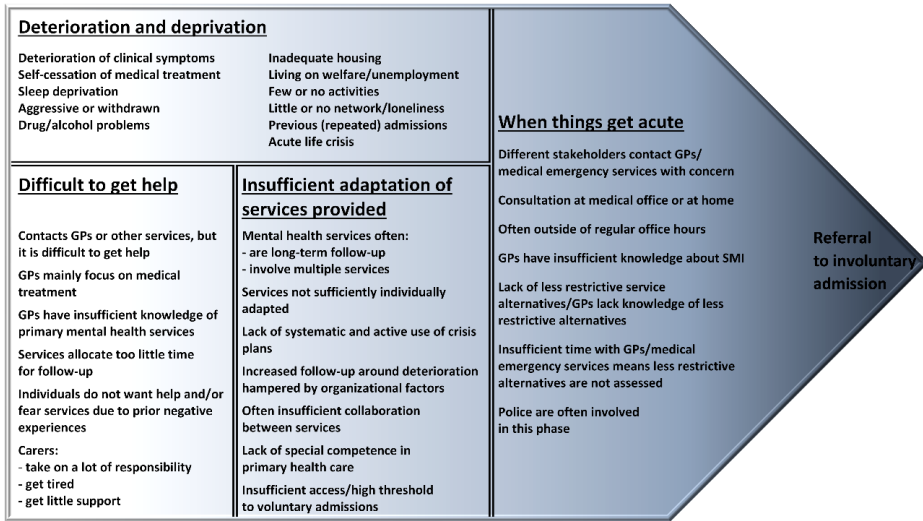 Deterioration and deprivation
Deterioration of clinical symptoms
Self-cessation of medical treatment
Sleep deprivation
Aggressive or withdrawn
Drug/alcohol problems
Inadequate housing
Living on welfare/unemployment
Few or no activities
Little or no network/loneliness
Previous (repeated) admissions
Acute life crisis
Difficult to get help
Contacts GPs or other services, but
it is difficult to get help
GPs mainly focus on medical
treatment
GPs have insufficient knowledge of
primary mental health services
Services allocate too little time
for follow-up
Individuals do not want help and/or
fear services due to prior negative
experiences
Carers:
- take on a lot of responsibility
- get tired
- get little support
Insufficient adaptation of
services provided
Mental health services often:
- are long-term follow-up
- involve multiple services
Services not sufficiently individually
adapted
Lack of systematic and active use of crisis
plans
Increased follow-up around deterioration
hampered by organizational factors
Often insufficient collaboration
between services
Lack of special competence in
primary health care
Insufficient access/high threshold
to voluntary admissions
When things get acute
Different stakeholders contact GPs/
medical emergency services with concern
Consultation at medical office or at home
Often outside of regular office hours
GPs have insufficient knowledge about SMI
Lack of less restrictive service
alternatives/GPs lack knowledge of less
restrictive alternatives
Insufficient time with GPs/medical
emergency services means less restrictive
alternatives are not assessed
Police are often involved
in this phase
Referral
to involuntary
admission